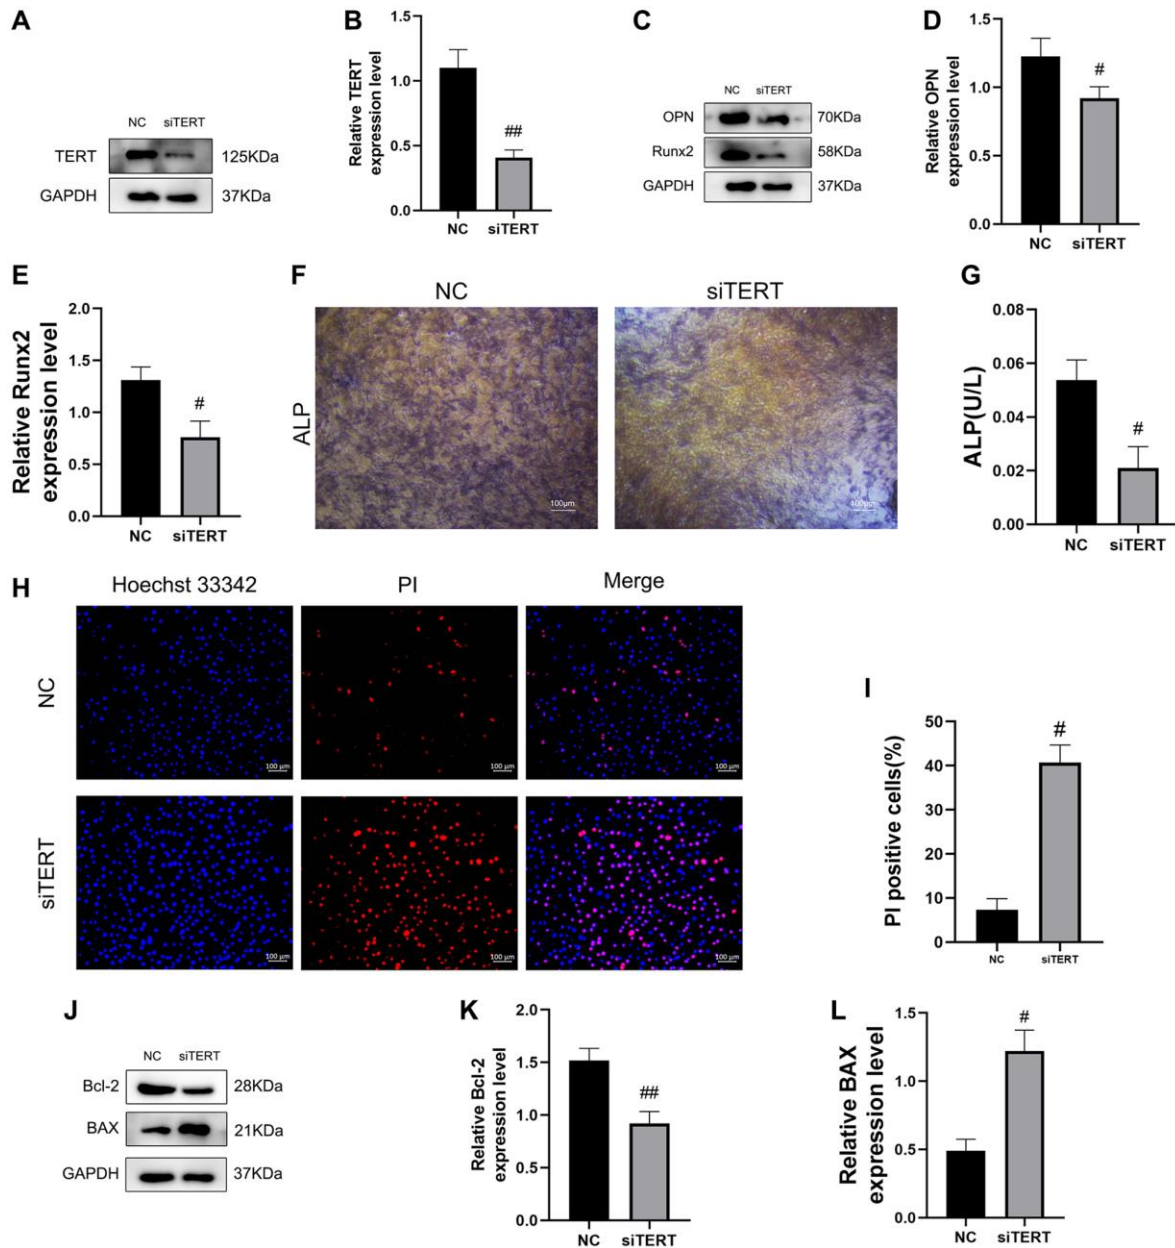 A
NC siTERT
TERT 125KDa
GAPDH 37KDa
B
Relative TERT
expression level
1.5
1.0
0.5
0.0
##
NC siTERT
C
NC siTERT
OPN 70KDa
Runx2 58KDa
GAPDH 37KDa
D
Relative OPN
expression level
1.5
1.0
0.5
0.0
#
NC siTERT
E
Relative Runx2
expression level
2.0
1.5
1.0
0.5
0.0
#
NC siTERT
F
NC siTERT
ALP
100μm
100μm
G
ALP(U/L)
0.08
0.06
0.04
0.02
0.00
#
NC siTERT
H
Hoechst 33342 PI Merge
NC
100 μm 100 μm 100 μm
siTERT
100 μm 100 μm 100 μm
I
PI positive cells(%)
50
40
30
20
10
0
#
NC siTERT
J
NC siTERT
Bcl-2 28KDa
BAX 21KDa
GAPDH 37KDa
K
Relative Bcl-2
expression level
2.0
1.5
1.0
0.5
0.0
##
NC siTERT
L
Relative BAX
expression level
1.5
1.0
0.5
0.0
#
NC siTERT